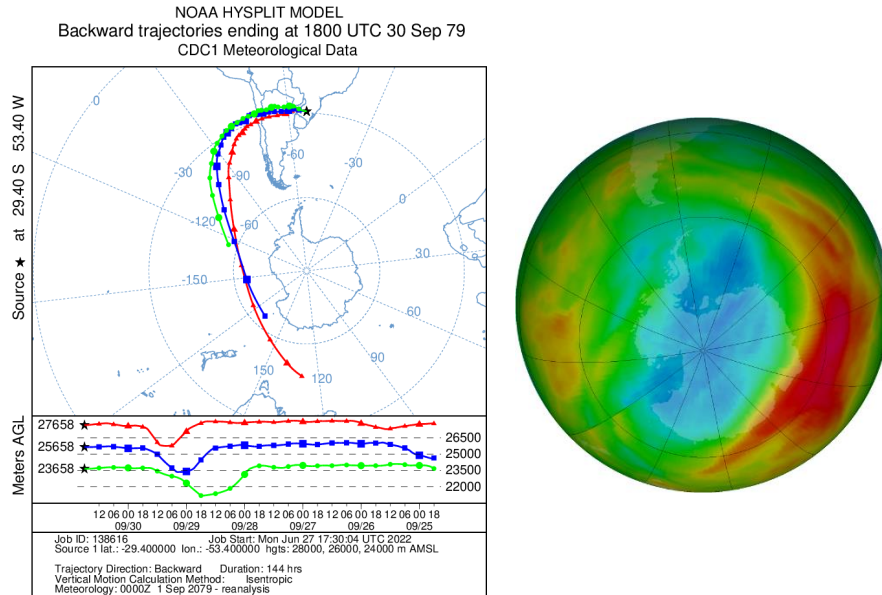 NOAA HYSPLIT MODEL
Backward trajectories ending at 1800 UTC 30 Sep 79
CDC1 Meteorological Data
Source ★ at 29.40 S 53.40 W
0
-30
-60
-90
-120
-150
-30
0
30
-60
60
90
120
150
Meters AGL
27658
25658
23658
26500
25000
23500
22000
12 06 00 18 12 06 00 18 12 06 00 18 12 06 00 18 12 06 00 18 12 06 00 18
09/30 09/29 09/28 09/27 09/26 09/25
Job ID: 138616 Job Start: Mon Jun 27 17:30:04 UTC 2022
Source 1 lat.: -29.400000 lon.: -53.400000 hgts: 28000, 26000, 24000 m AMSL
Trajectory Direction: Backward Duration: 144 hrs
Vertical Motion Calculation Method: Isentropic
Meteorology: 0000Z 1 Sep 2079 - reanalysis